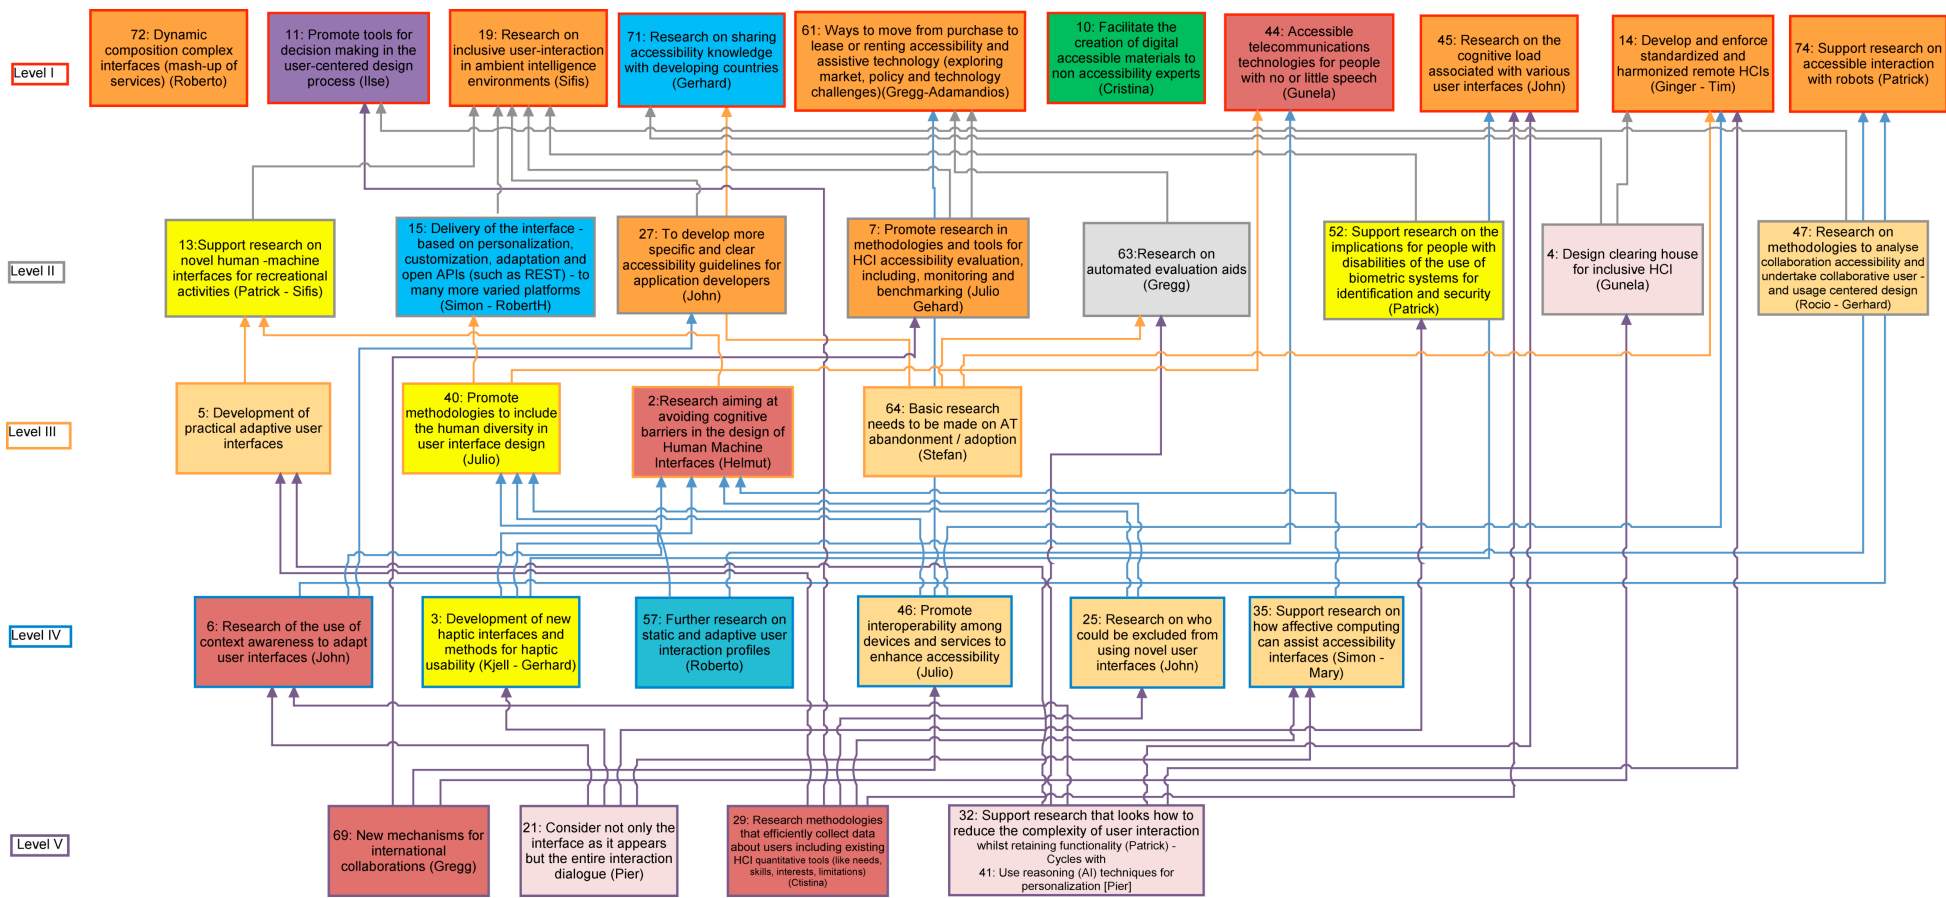 Level I
72: Dynamic
composition complex
interfaces (mash-up of
services) (Roberto)
11: Promote tools for
decision making in the
user-centered design
process (Ilse)
19: Research on
inclusive user-interaction
in ambient intelligence
environments (Sifis)
71: Research on sharing
accessibility knowledge
with developing countries
(Gerhard)
61: Ways to move from purchase to
lease or renting accessibility and
assistive technology (exploring
market, policy and technology
challenges)(Gregg-Adamandios)
10: Facilitate the
creation of digital
accessible materials to
non accessibility experts
(Cristina)
44: Accessible
telecommunications
technologies for people
with no or little speech
(Gunela)
45: Research on the
cognitive load
associated with various
user interfaces (John)
14: Develop and enforce
standardized and
harmonized remote HCIs
(Ginger - Tim)
74: Support research on
accessible interaction
with robots (Patrick)
Level II
13:Support research on
novel human -machine
interfaces for recreational
activities (Patrick - Sifis)
15: Delivery of the interface -
based on personalization,
customization, adaptation and
open APIs (such as REST) - to
many more varied platforms
(Simon - RobertH)
27: To develop more
specific and clear
accessibility guidelines for
application developers
(John)
7: Promote research in
methodologies and tools for
HCI accessibility evaluation,
including, monitoring and
benchmarking (Julio
Gehard)
63:Research on
automated evaluation aids
(Gregg)
52: Support research on the
implications for people with
disabilities of the use of
biometric systems for
identification and security
(Patrick)
4: Design clearing house
for inclusive HCI
(Gunela)
47: Research on
methodologies to analyse
collaboration accessibility and
undertake collaborative user -
and usage centered design
(Rocio - Gerhard)
Level III
5: Development of
practical adaptive user
interfaces
40: Promote
methodologies to include
the human diversity in
user interface design
(Julio)
2:Research aiming at
avoiding cognitive
barriers in the design of
Human Machine
Interfaces (Helmut)
64: Basic research
needs to be made on AT
abandonment / adoption
(Stefan)
Level IV
6: Research of the use of
context awareness to adapt
user interfaces (John)
3: Development of new
haptic interfaces and
methods for haptic
usability (Kjell - Gerhard)
57: Further research on
static and adaptive user
interaction profiles
(Roberto)
46: Promote
interoperability among
devices and services to
enhance accessibility
(Julio)
25: Research on who
could be excluded from
using novel user
interfaces (John)
35: Support research on
how affective computing
can assist accessibility
interfaces (Simon -
Mary)
Level V
69: New mechanisms for
international
collaborations (Gregg)
21: Consider not only the
interface as it appears
but the entire interaction
dialogue (Pier)
29: Research methodologies
that efficiently collect data
about users including existing
HCI quantitative tools (like needs,
skills, interests, limitations)
(Ctistina)
32: Support research that looks how to
reduce the complexity of user interaction
whilst retaining functionality (Patrick) -
Cycles with
41: Use reasoning (AI) techniques for
personalization [Pier]